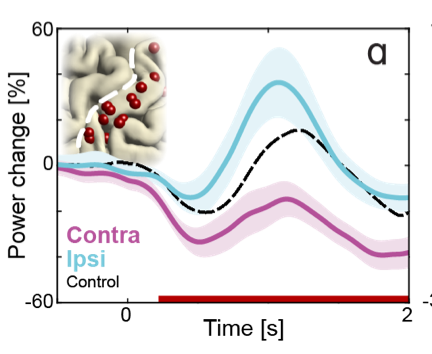 60
ɑ
Power change [%]
0
Contra
Ipsi
Control
-60
0
2
Time [s]